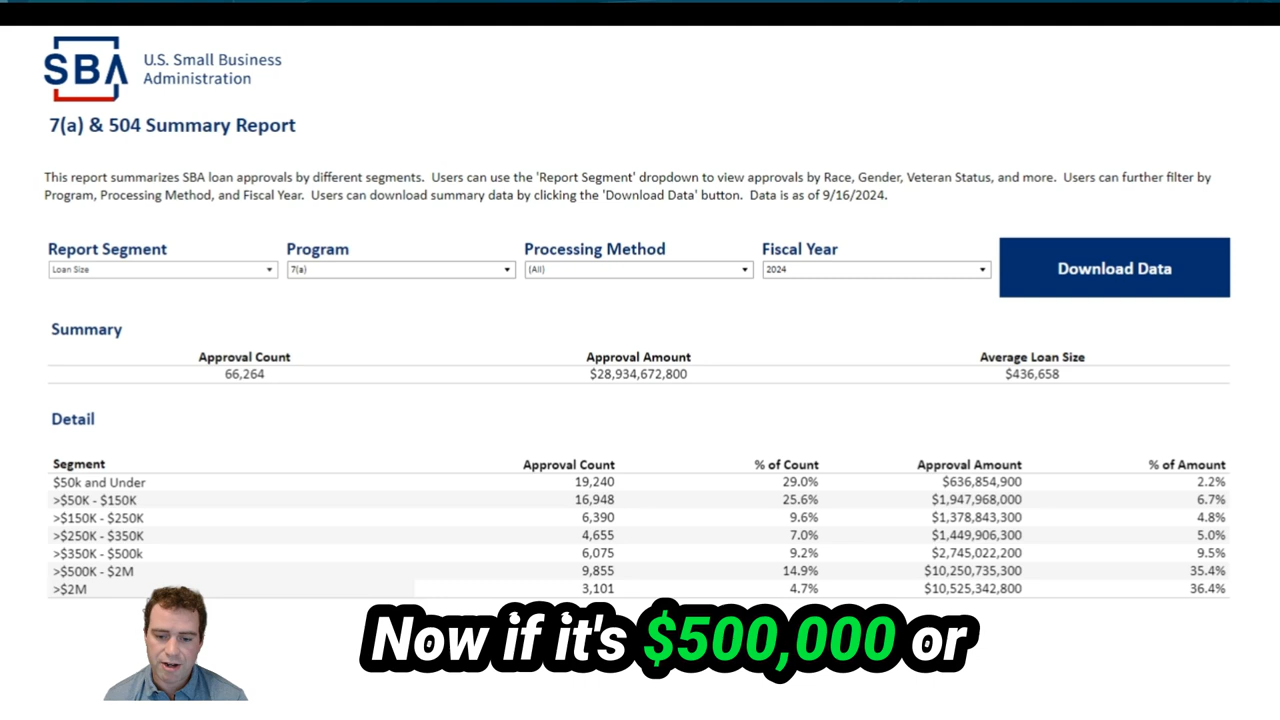 SBA
U.S. Small Business
Administration
7(a) & 504 Summary Report
This report summarizes SBA loan approvals by different segments. Users can use the 'Report Segment' dropdown to view approvals by Race, Gender, Veteran Status, and more. Users can further filter by
Program, Processing Method, and Fiscal Year. Users can download summary data by clicking the 'Download Data' button. Data is as of 9/16/2024.
Report Segment Program Processing Method Fiscal Year
Loan Size 7(a) (All) 2024
Download Data
Summary
Approval Count Approval Amount Average Loan Size
66,264 $28,934,672,800 $436,658
Detail
Segment Approval Count % of Count Approval Amount % of Amount
$50k and Under 19,240 29.0% $636,854,900 2.2%
>$50K - $150K 16,948 25.6% $1,947,968,000 6.7%
>$150K - $250K 6,390 9.6% $1,378,843,300 4.8%
>$250K - $350K 4,655 7.0% $1,449,906,300 5.0%
>$350K - $500k 6,075 9.2% $2,745,022,200 9.5%
>$500K - $2M 9,855 14.9% $10,250,735,300 35.4%
>$2M 3,101 4.7% $10,525,342,800 36.4%
Now if it's $500,000 or